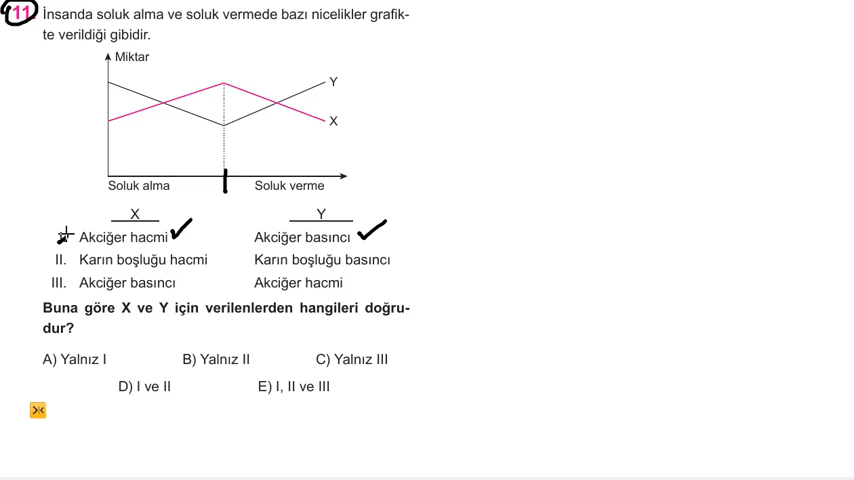 11. İnsanda soluk alma ve soluk vermede bazı nicelikler grafik-
te verildiği gibidir.
Miktar
Y
X
Soluk alma Soluk verme
X Y
I. Akciğer hacmi Akciğer basıncı
II. Karın boşluğu hacmi Karın boşluğu basıncı
III. Akciğer basıncı Akciğer hacmi
Buna göre X ve Y için verilenlerden hangileri doğru-
dur?
A) Yalnız I B) Yalnız II C) Yalnız III
D) I ve II E) I, II ve III